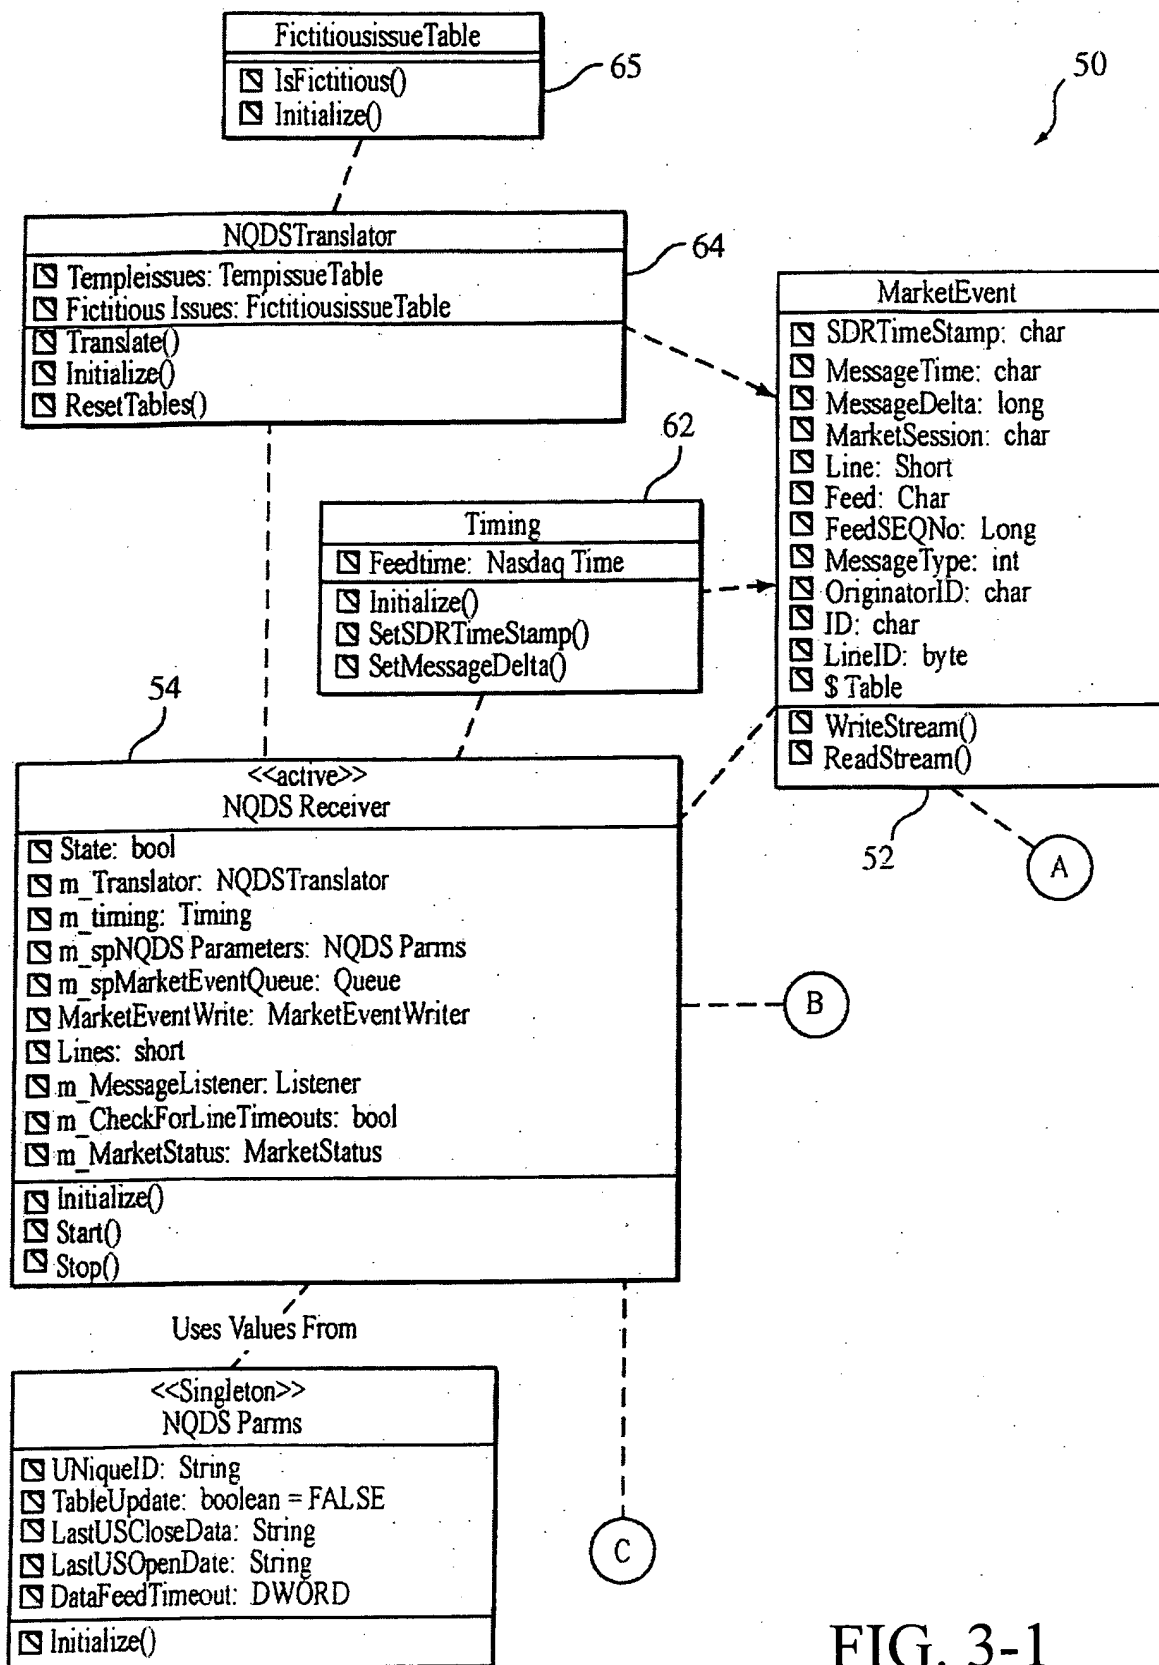 FictitiousissueTable
IsFictitious()
Initialize()
65
50
NQDSTranslator
Templeissues: TempissueTable
Fictitious Issues: FictitiousissueTable
Translate()
Initialize()
ResetTables()
64
MarketEvent
SDRTimeStamp: char
MessageTime: char
MessageDelta: long
MarketSession: char
Line: Short
Feed: Char
FeedSEQNo: Long
MessageType: int
OriginatorID: char
ID: char
LineID: byte
$ Table
WriteStream()
ReadStream()
52
A
62
Timing
Feedtime: Nasdaq Time
Initialize()
SetSDRTimeStamp()
SetMessageDelta()
54
<<active>>
NQDS Receiver
State: bool
m_Translator: NQDSTranslator
m_timing: Timing
m_spNQDS Parameters: NQDS Parms
m_spMarketEventQueue: Queue
MarketEventWrite: MarketEventWriter
Lines: short
m_MessageListener: Listener
m_CheckForLineTimeouts: bool
m_MarketStatus: MarketStatus
Initialize()
Start()
Stop()
B
Uses Values From
<<Singleton>>
NQDS Parms
UNiqueID: String
TableUpdate: boolean = FALSE
LastUSCloseData: String
LastUSOpenDate: String
DataFeedTimeout: DWORD
Initialize()
C
FIG. 3-1